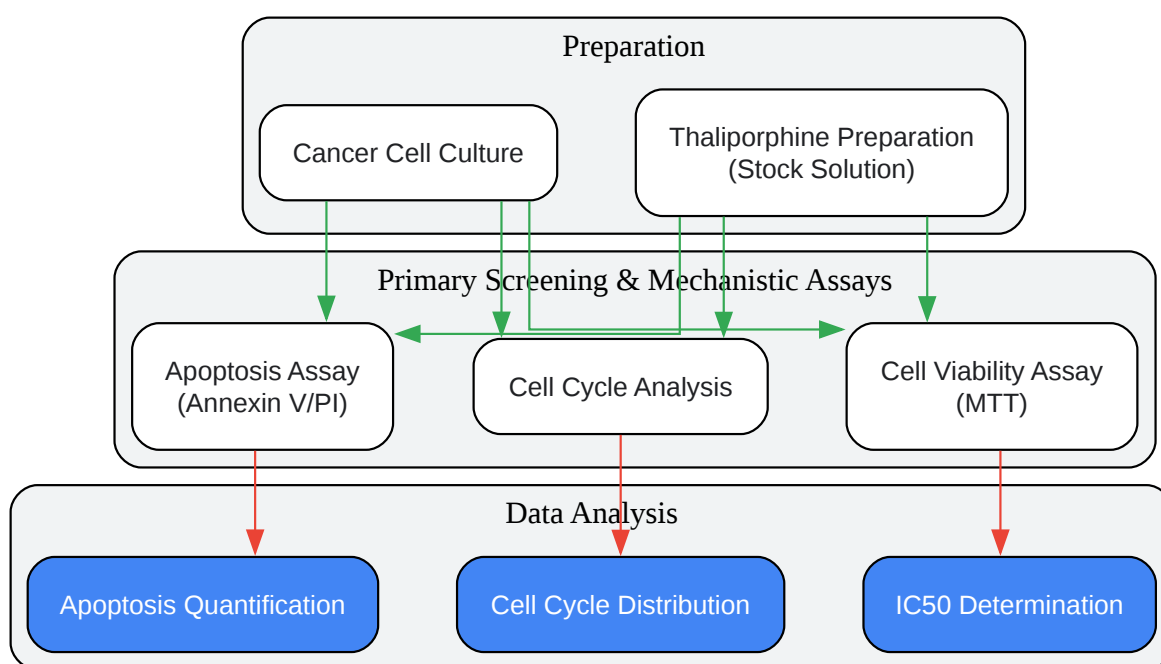 Preparation
Cancer Cell Culture
Thaliporphine Preparation
(Stock Solution)
Primary Screening & Mechanistic Assays
Apoptosis Assay
(Annexin V/PI)
Cell Cycle Analysis
Cell Viability Assay
(MTT)
Data Analysis
Apoptosis Quantification
Cell Cycle Distribution
IC50 Determination